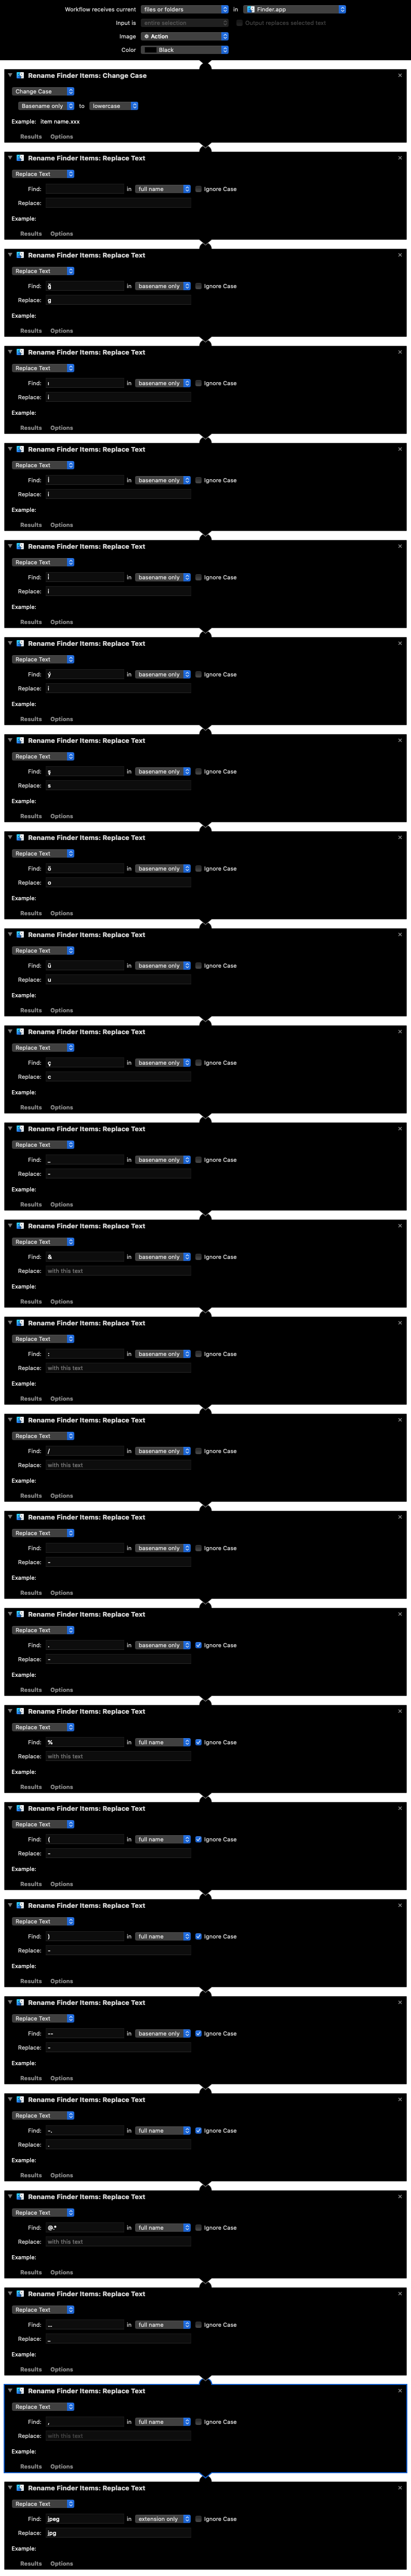 Workflow receives current files or folders in Finder.app
Input is entire selection Output replaces selected text
Image Action
Color Black
Rename Finder Items: Change Case
Change Case
Basename only to lowercase
Example: item name.xxx
Results Options
Rename Finder Items: Replace Text
Replace Text
Find: in full name Ignore Case
Replace:
Example:
Results Options
Rename Finder Items: Replace Text
Replace Text
Find: ğ in basename only Ignore Case
Replace: g
Example:
Results Options
Rename Finder Items: Replace Text
Replace Text
Find: ı in basename only Ignore Case
Replace: i
Example:
Results Options
Rename Finder Items: Replace Text
Replace Text
Find: in basename only Ignore Case
Replace: i
Example:
Results Options
Rename Finder Items: Replace Text
Replace Text
Find: in basename only Ignore Case
Replace: i
Example:
Results Options
Rename Finder Items: Replace Text
Replace Text
Find: ý in basename only Ignore Case
Replace: i
Example:
Results Options
Rename Finder Items: Replace Text
Replace Text
Find: ş in basename only Ignore Case
Replace: s
Example:
Results Options
Rename Finder Items: Replace Text
Replace Text
Find: ö in basename only Ignore Case
Replace: o
Example:
Results Options
Rename Finder Items: Replace Text
Replace Text
Find: ü in basename only Ignore Case
Replace: u
Example:
Results Options
Rename Finder Items: Replace Text
Replace Text
Find: ç in basename only Ignore Case
Replace: c
Example:
Results Options
Rename Finder Items: Replace Text
Replace Text
Find: _ in basename only Ignore Case
Replace: -
Example:
Results Options
Rename Finder Items: Replace Text
Replace Text
Find: & in basename only Ignore Case
Replace: with this text
Example:
Results Options
Rename Finder Items: Replace Text
Replace Text
Find: : in basename only Ignore Case
Replace: with this text
Example:
Results Options
Rename Finder Items: Replace Text
Replace Text
Find: / in basename only Ignore Case
Replace: with this text
Example:
Results Options
Rename Finder Items: Replace Text
Replace Text
Find: in basename only Ignore Case
Replace: -
Example:
Results Options
Rename Finder Items: Replace Text
Replace Text
Find: . in basename only Ignore Case
Replace: -
Example:
Results Options
Rename Finder Items: Replace Text
Replace Text
Find: % in full name Ignore Case
Replace: with this text
Example:
Results Options
Rename Finder Items: Replace Text
Replace Text
Find: ( in full name Ignore Case
Replace: -
Example:
Results Options
Rename Finder Items: Replace Text
Replace Text
Find: ) in full name Ignore Case
Replace: -
Example:
Results Options
Rename Finder Items: Replace Text
Replace Text
Find: -- in basename only Ignore Case
Replace: -
Example:
Results Options
Rename Finder Items: Replace Text
Replace Text
Find: -. in full name Ignore Case
Replace: .
Example:
Results Options
Rename Finder Items: Replace Text
Replace Text
Find: @.* in full name Ignore Case
Replace: with this text
Example:
Results Options
Rename Finder Items: Replace Text
Replace Text
Find: in full name Ignore Case
Replace: _
Example:
Results Options
Rename Finder Items: Replace Text
Replace Text
Find: , in full name Ignore Case
Replace: with this text
Example:
Results Options
Rename Finder Items: Replace Text
Replace Text
Find: jpeg in extension only Ignore Case
Replace: jpg
Example:
Results Options